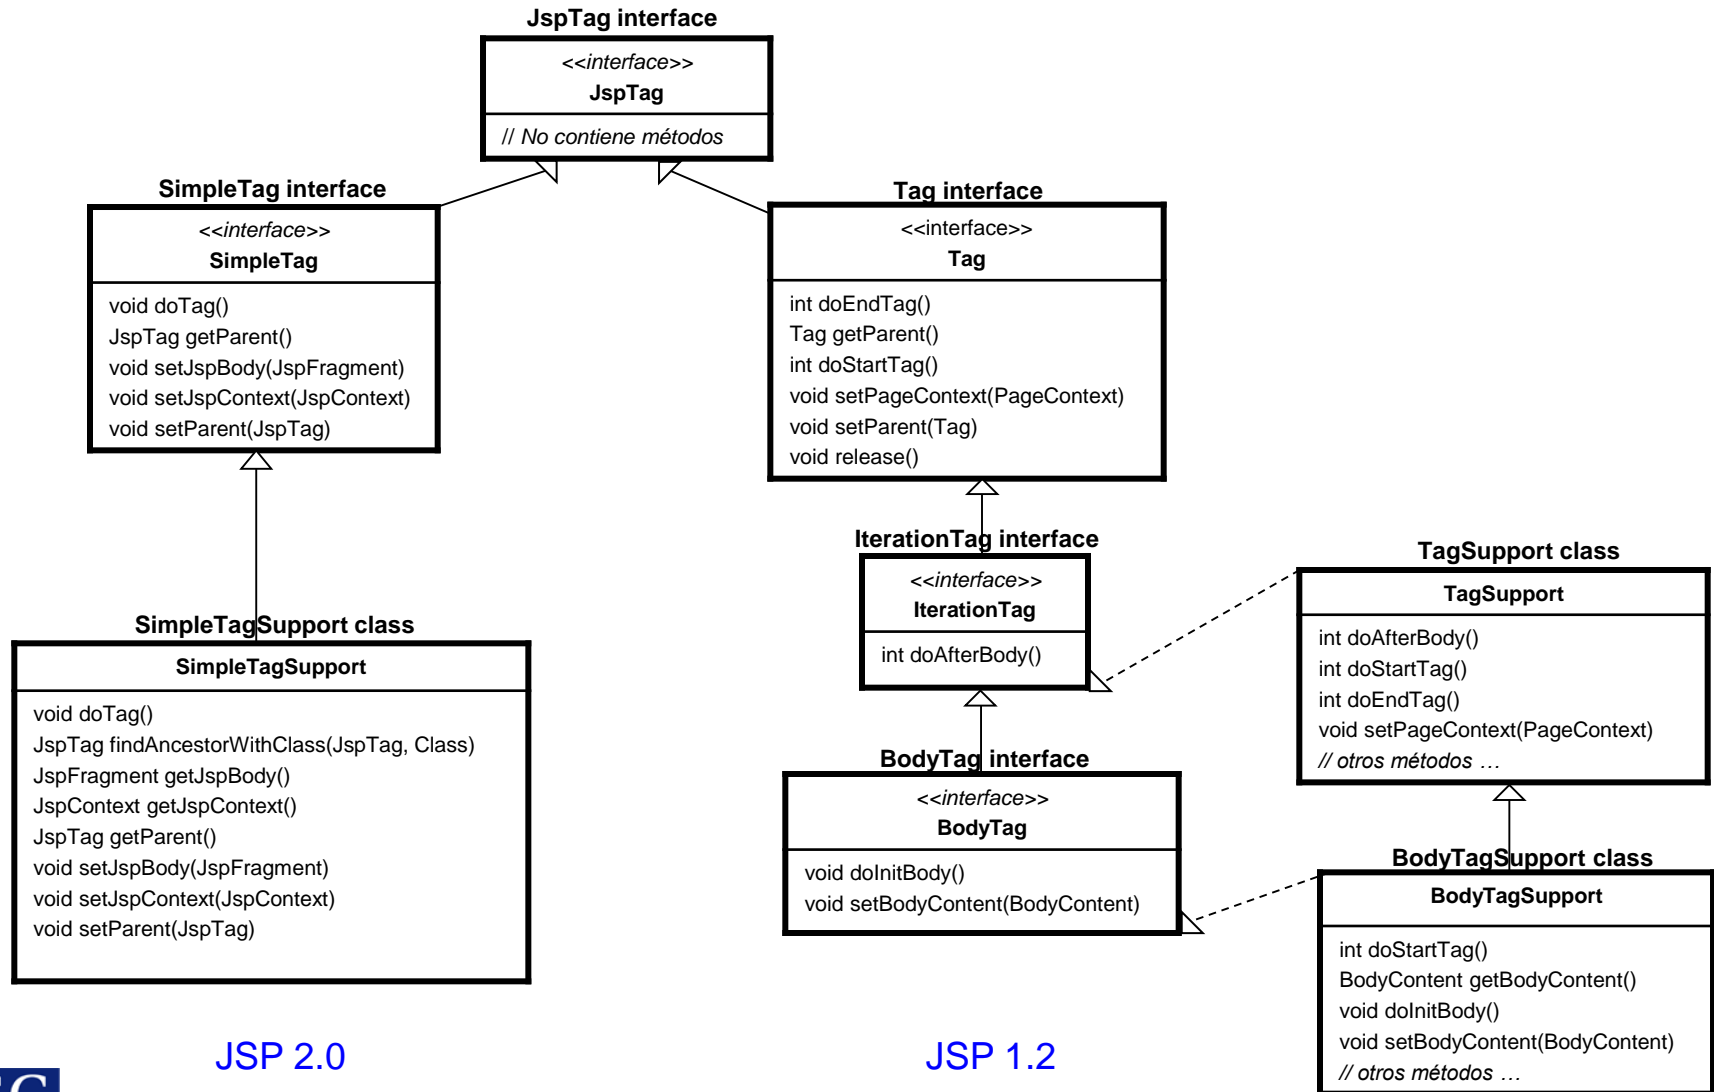 JspTag interface
<<interface>>
JspTag
// No contiene métodos
SimpleTag interface
<<interface>>
SimpleTag
void doTag()
JspTag getParent()
void setJspBody(JspFragment)
void setJspContext(JspContext)
void setParent(JspTag)
Tag interface
<<interface>>
Tag
int doEndTag()
Tag getParent()
int doStartTag()
void setPageContext(PageContext)
void setParent(Tag)
void release()
IterationTag interface
<<interface>>
IterationTag
int doAfterBody()
TagSupport class
TagSupport
int doAfterBody()
int doStartTag()
int doEndTag()
void setPageContext(PageContext)
// otros métodos …
SimpleTagSupport class
SimpleTagSupport
void doTag()
JspTag findAncestorWithClass(JspTag, Class)
JspFragment getJspBody()
JspContext getJspContext()
JspTag getParent()
void setJspBody(JspFragment)
void setJspContext(JspContext)
void setParent(JspTag)
BodyTag interface
<<interface>>
BodyTag
void doInitBody()
void setBodyContent(BodyContent)
BodyTagSupport class
BodyTagSupport
int doStartTag()
BodyContent getBodyContent()
void doInitBody()
void setBodyContent(BodyContent)
// otros métodos …
JSP 2.0
JSP 1.2